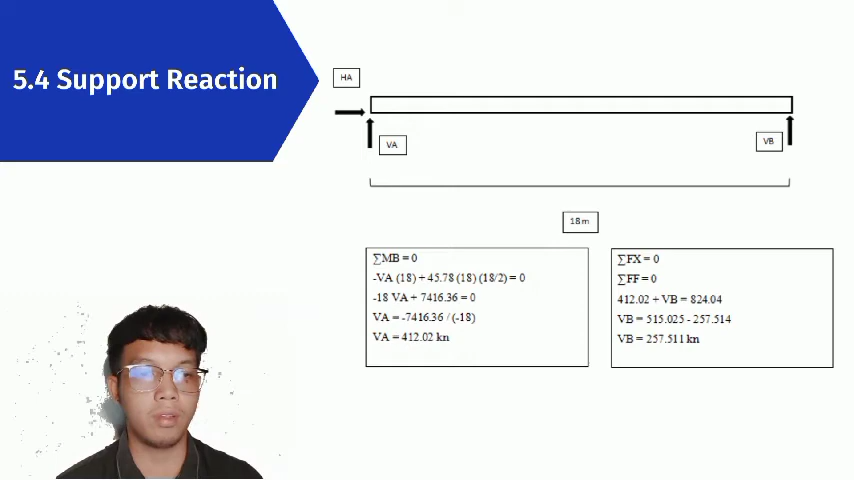 5.4 Support Reaction
HA
VA
VB
18m
∑MB = 0
-VA (18) + 45.78 (18) (18/2) = 0
-18 VA + 7416.36 = 0
VA = -7416.36 / (-18)
VA = 412.02 kn
∑FX = 0
∑FF = 0
412.02 + VB = 824.04
VB = 515.025 - 257.514
VB = 257.511 kn